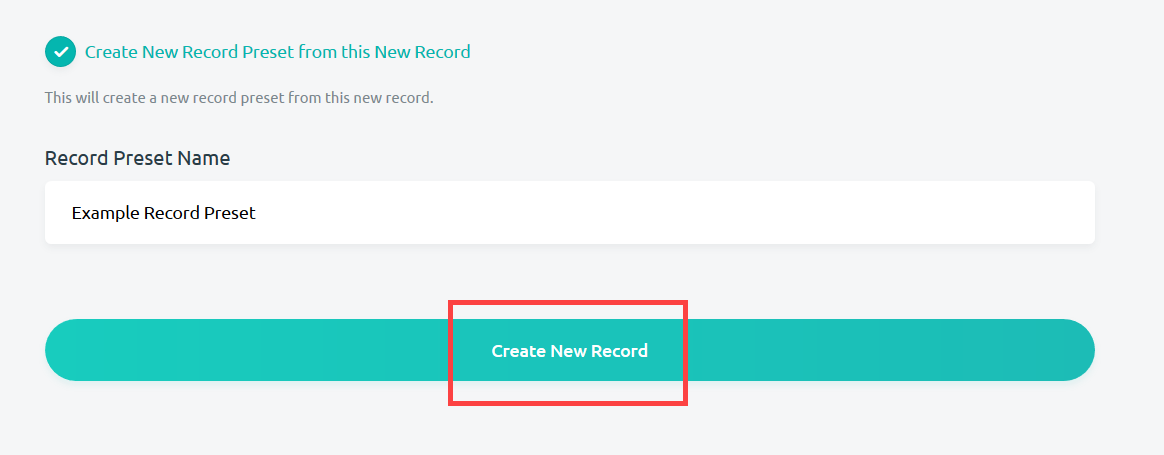 Create New Record Preset from this New Record
This will create a new record preset from this new record.
Record Preset Name
Example Record Preset
Create New Record